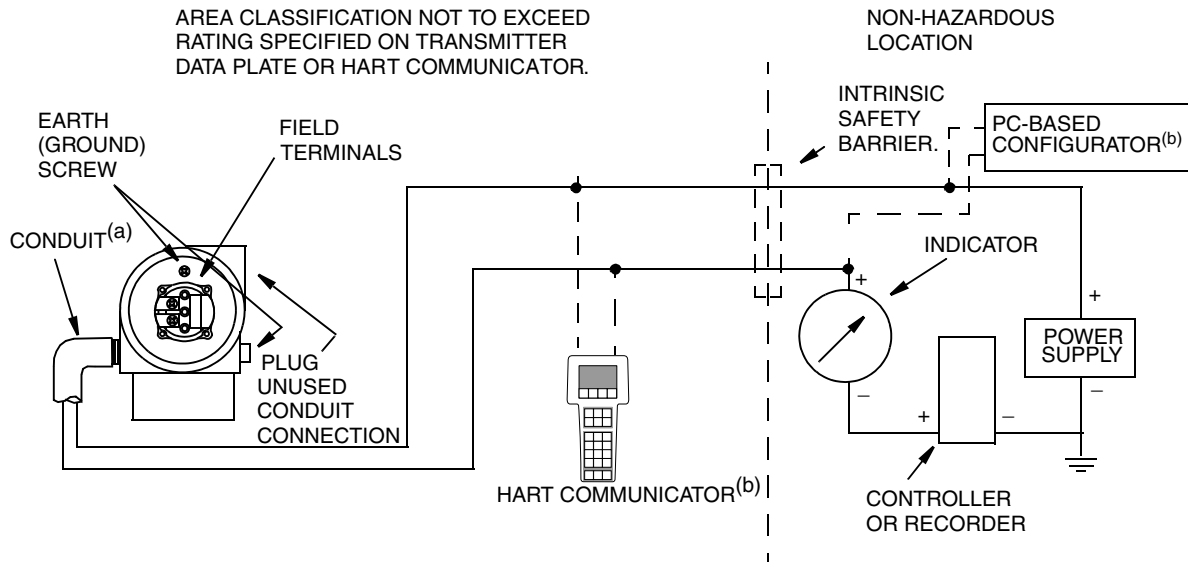 AREA CLASSIFICATION NOT TO EXCEED
RATING SPECIFIED ON TRANSMITTER
DATA PLATE OR HART COMMUNICATOR.
NON-HAZARDOUS
LOCATION
EARTH
(GROUND)
SCREW
FIELD
TERMINALS
INTRINSIC
SAFETY
BARRIER.
PC-BASED
CONFIGURATOR(b)
CONDUIT(a)
INDICATOR
+
+
POWER
SUPPLY
PLUG
UNUSED
CONDUIT
CONNECTION
–
–
+
–
HART COMMUNICATOR(b)
CONTROLLER
OR RECORDER